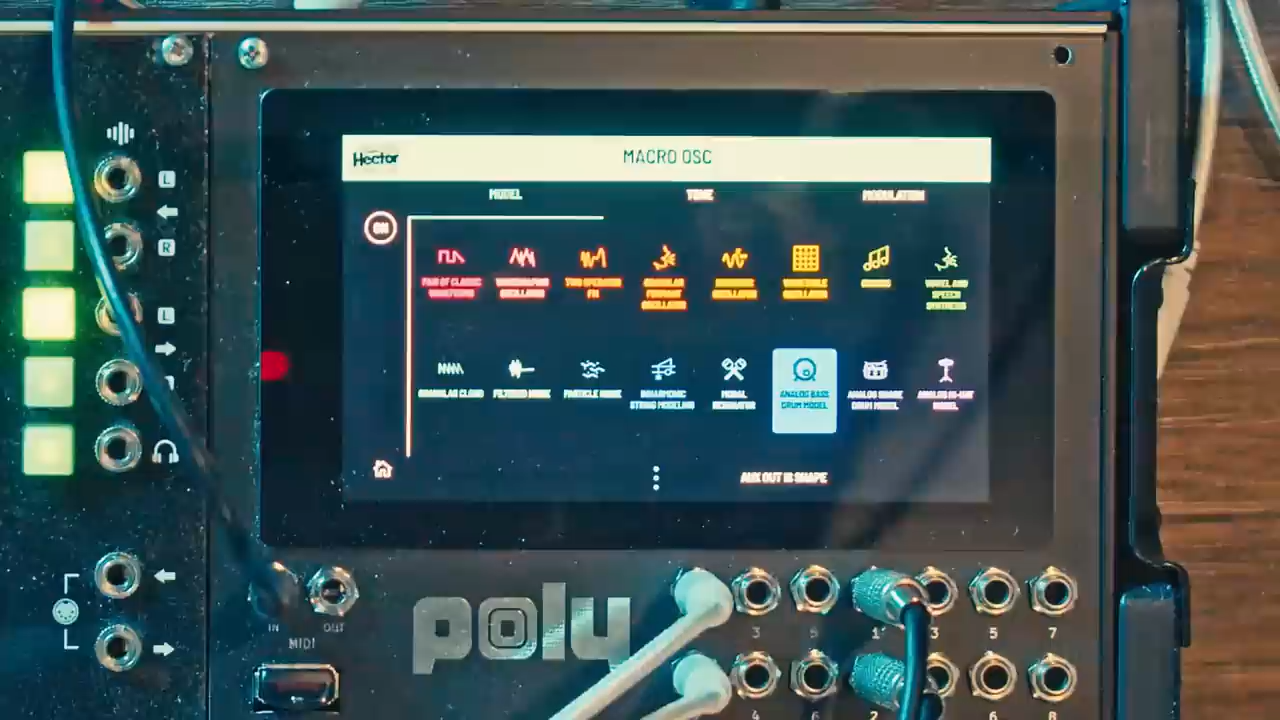 Hector
MACRO OSC
MODEL
TONE
MODULATION
ON
PAIR OF CLASSIC
WAVEFORMS
WAVESHAPING
OSCILLATOR
TWO OPERATOR
FM
GRANULAR
FORMANT
OSCILLATOR
HARMONIC
OSCILLATOR
WAVETABLE
OSCILLATOR
CHORDS
VOWEL AND
SPEECH
SYNTHESIS
GRANULAR CLOUD
FILTERED NOISE
PARTICLE NOISE
INHARMONIC
STRING MODELING
MODAL
RESONATOR
ANALOG BASS
DRUM MODEL
ANALOG SNARE
DRUM MODEL
ANALOG HI-HAT
MODEL
AUX OUT IS SHAPE
L
R
L
IN
OUT
MIDI
poly
3
5
1
3
5
7
4
6
2
6
8